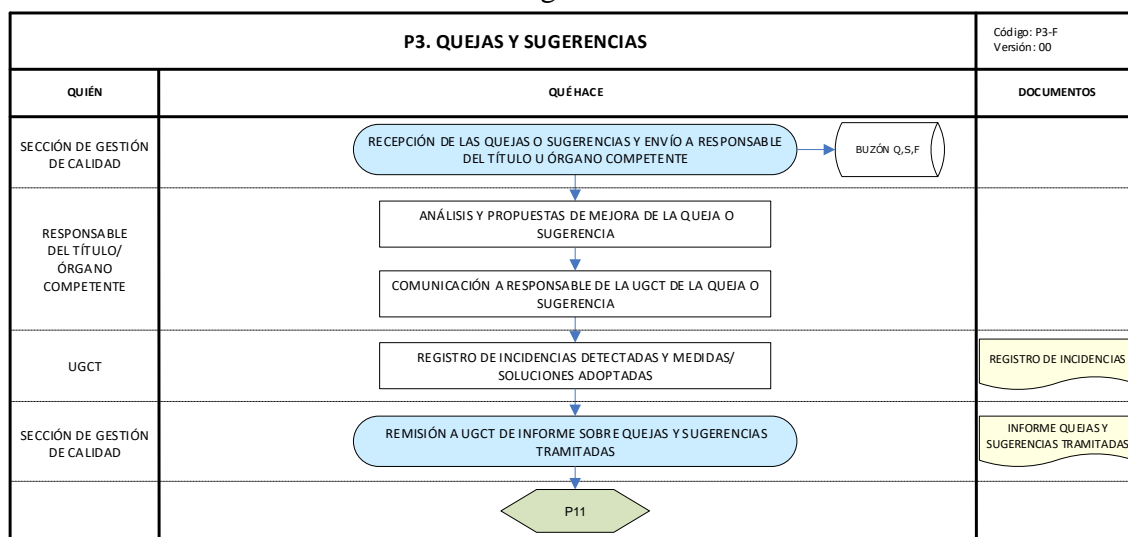 P3. QUEJAS Y SUGERENCIAS
Código: P3-F
Versión: 00
QUIÉN
QUÉ HACE
DOCUMENTOS
SECCIÓN DE GESTIÓN
DE CALIDAD
RECEPCIÓN DE LAS QUEJAS O SUGERENCIAS Y ENVÍO A RESPONSABLE
DEL TÍTULO U ÓRGANO COMPETENTE
BUZÓN Q,S,F
RESPONSABLE
DEL TÍTULO/
ÓRGANO
COMPETENTE
ANÁLISIS Y PROPUESTAS DE MEJORA DE LA QUEJA O
SUGERENCIA
COMUNICACIÓN A RESPONSABLE DE LA UGCT DE LA QUEJA O
SUGERENCIA
UGCT
REGISTRO DE INCIDENCIAS DETECTADAS Y MEDIDAS/
SOLUCIONES ADOPTADAS
REGISTRO DE INCIDENCIAS
SECCIÓN DE GESTIÓN
DE CALIDAD
REMISIÓN A UGCT DE INFORME SOBRE QUEJAS Y SUGERENCIAS
TRAMITADAS
INFORME QUEJAS Y
SUGERENCIAS TRAMITADAS
P11